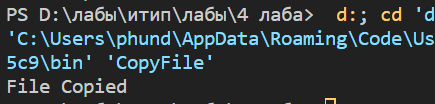 PS D:\лабы\итип\лабы\4 лаба> d:; cd 'd
'C:\Users\phund\AppData\Roaming\Code\Us
5c9\bin' 'CopyFile'
File Copied